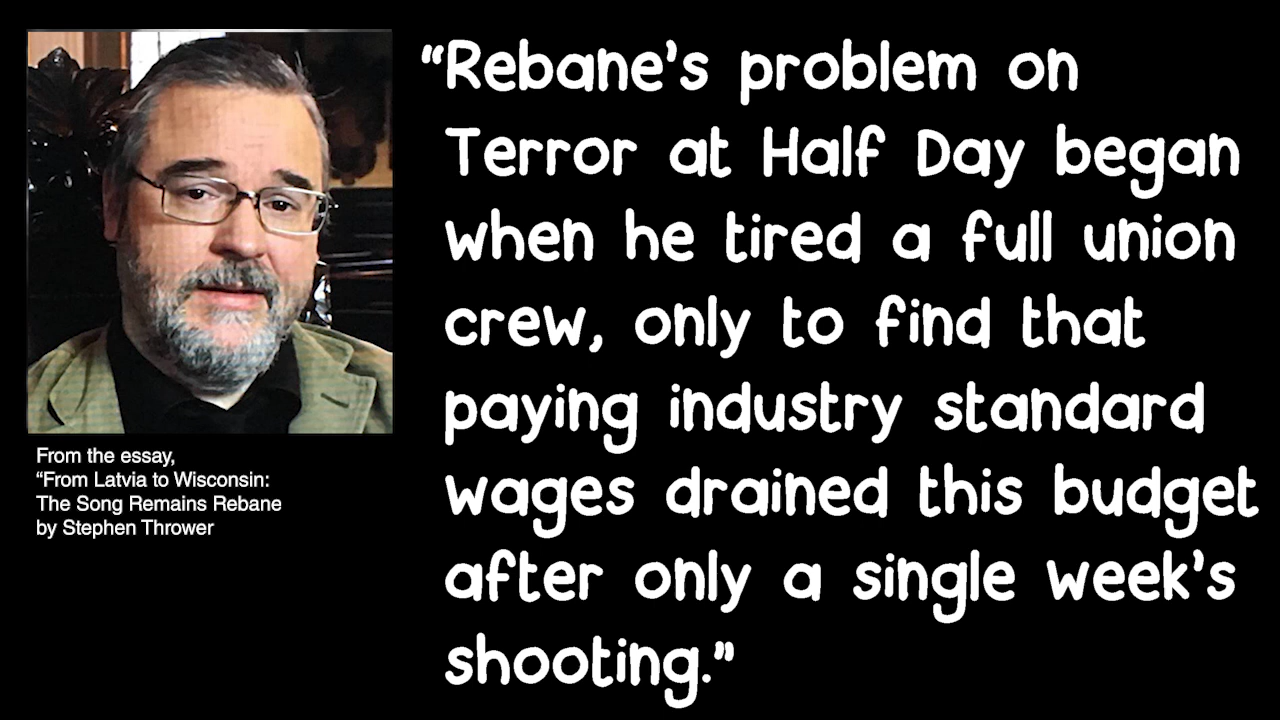 “Rebane’s problem on
Terror at Half Day began
when he tired a full union
crew, only to find that
paying industry standard
wages drained this budget
after only a single week’s
shooting.”
From the essay,
“From Latvia to Wisconsin:
The Song Remains Rebane
by Stephen Thrower